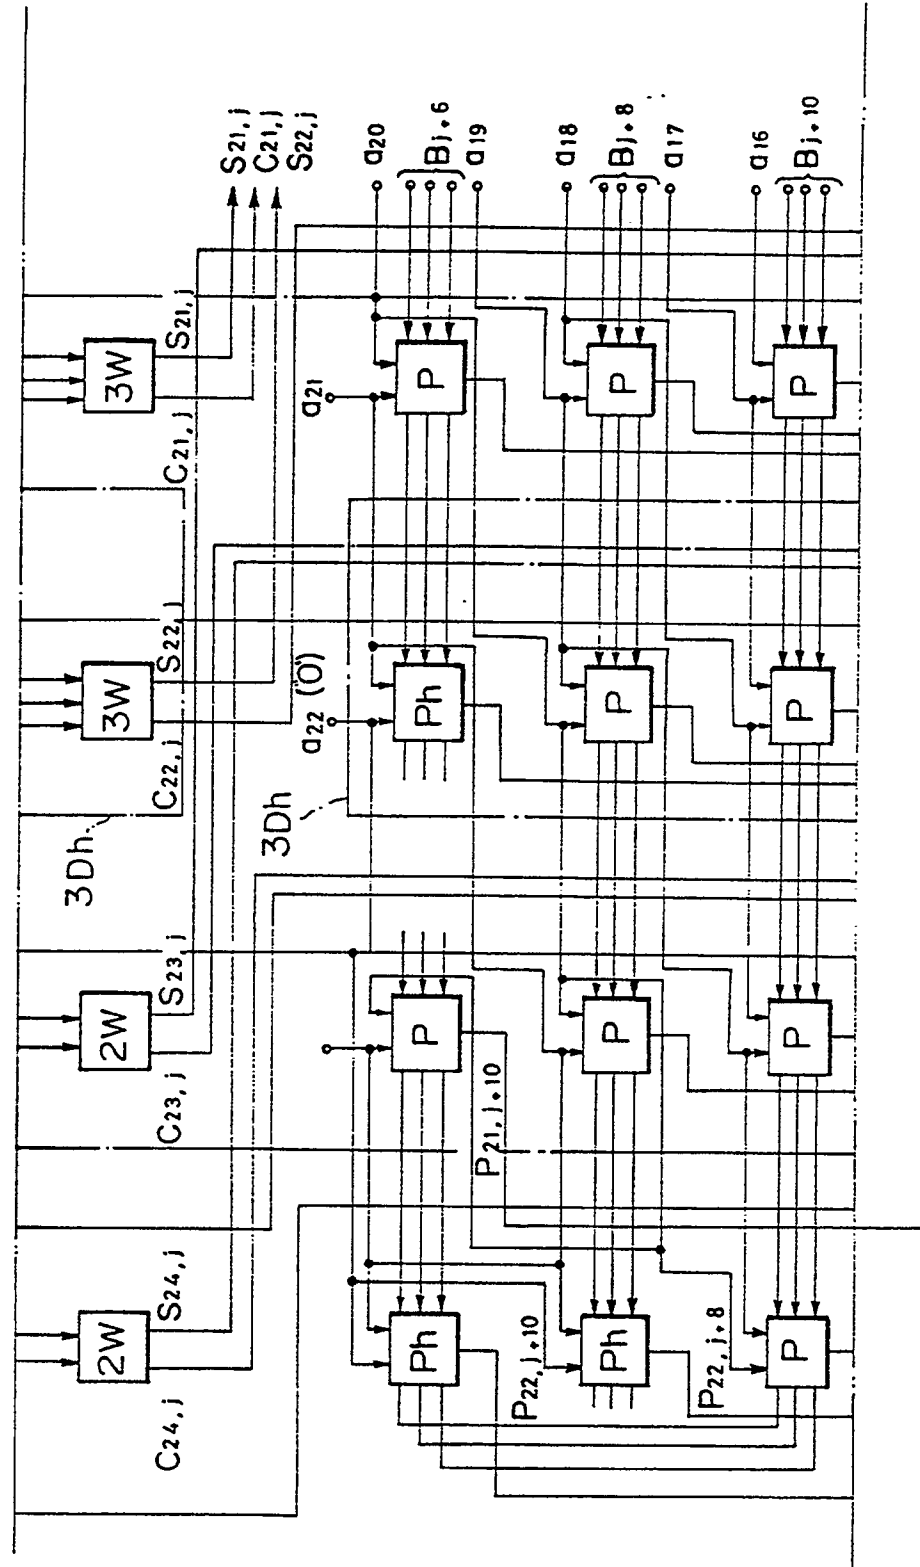 S21,j
C21,j
S22,j
a20
Bj+6
a19
a18
Bj+8
a17
a16
Bj+10
3W
S21,j
C21,j
a21
P
P
P
3W
S22,j
C22,j
a22 ("0")
Ph
P
P
3Dh
3Dh
2W
S23,j
C23,j
P
P
P
P21,j+10
2W
S24,j
C24,j
Ph
P22,j+10
Ph
P22,j+8
P